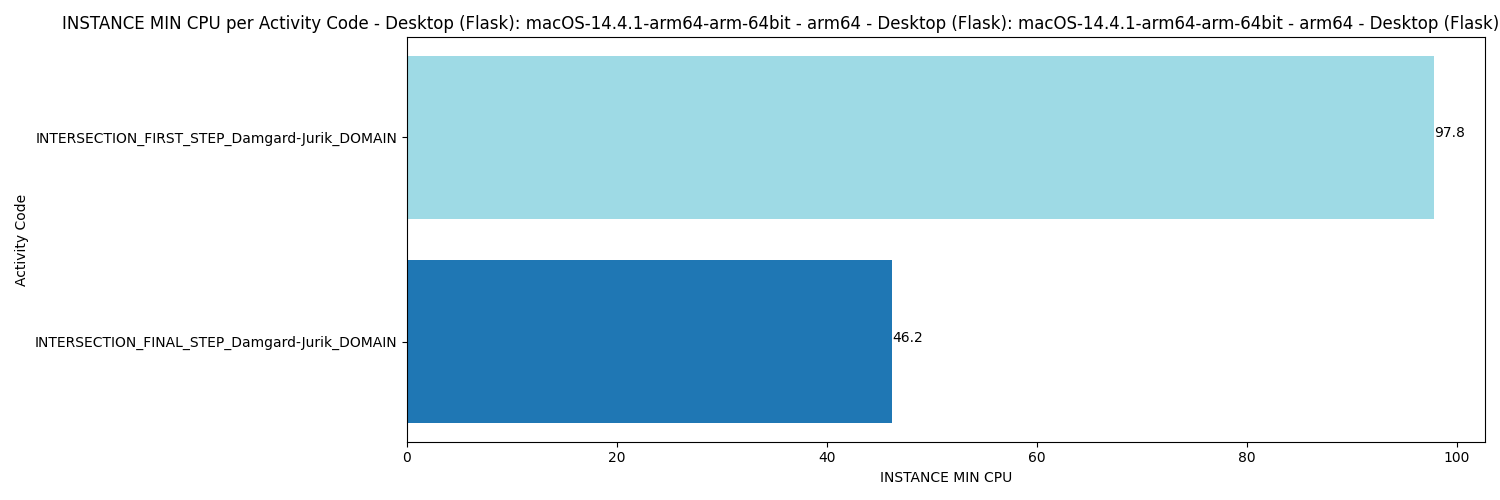 INSTANCE MIN CPU per Activity Code - Desktop (Flask): macOS-14.4.1-arm64-arm-64bit - arm64 - Desktop (Flask): macOS-14.4.1-arm64-arm-64bit - arm64 - Desktop (Flask)
INTERSECTION_FIRST_STEP_Damgard-Jurik_DOMAIN
97.8
Activity Code
INTERSECTION_FINAL_STEP_Damgard-Jurik_DOMAIN
46.2
0 20 40 60 80 100
INSTANCE MIN CPU